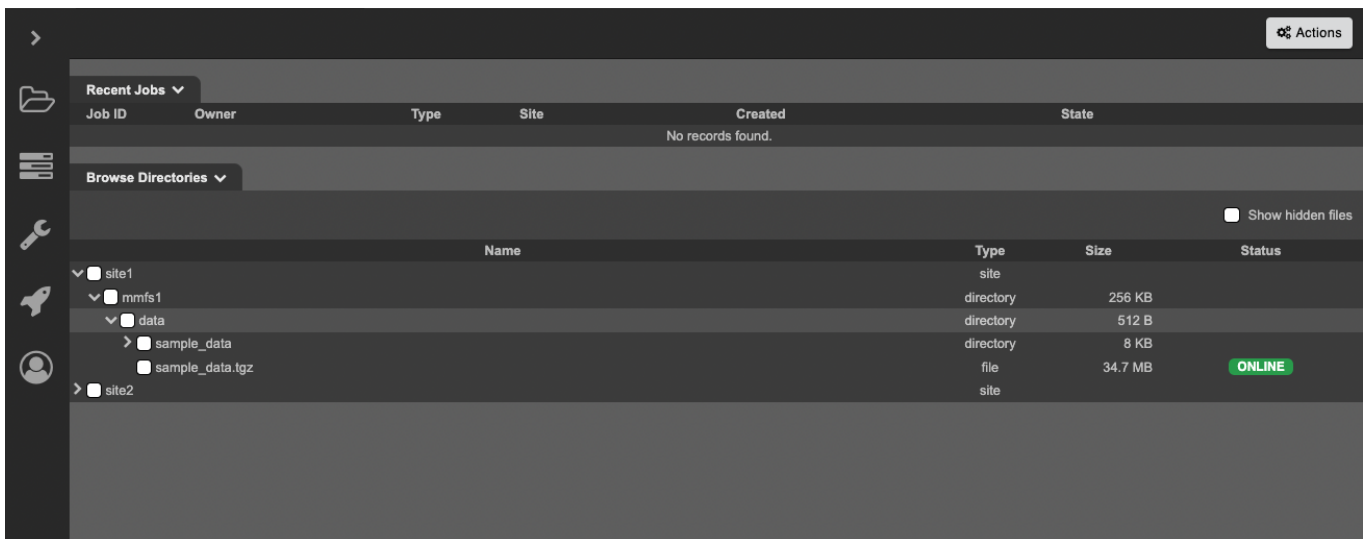 Actions
Recent Jobs
Job ID Owner Type Site Created State
No records found.
Browse Directories
Show hidden files
Name Type Size Status
site1 site
mmfs1 directory 256 KB
data directory 512 B
sample_data directory 8 KB
sample_data.tgz file 34.7 MB ONLINE
site2 site